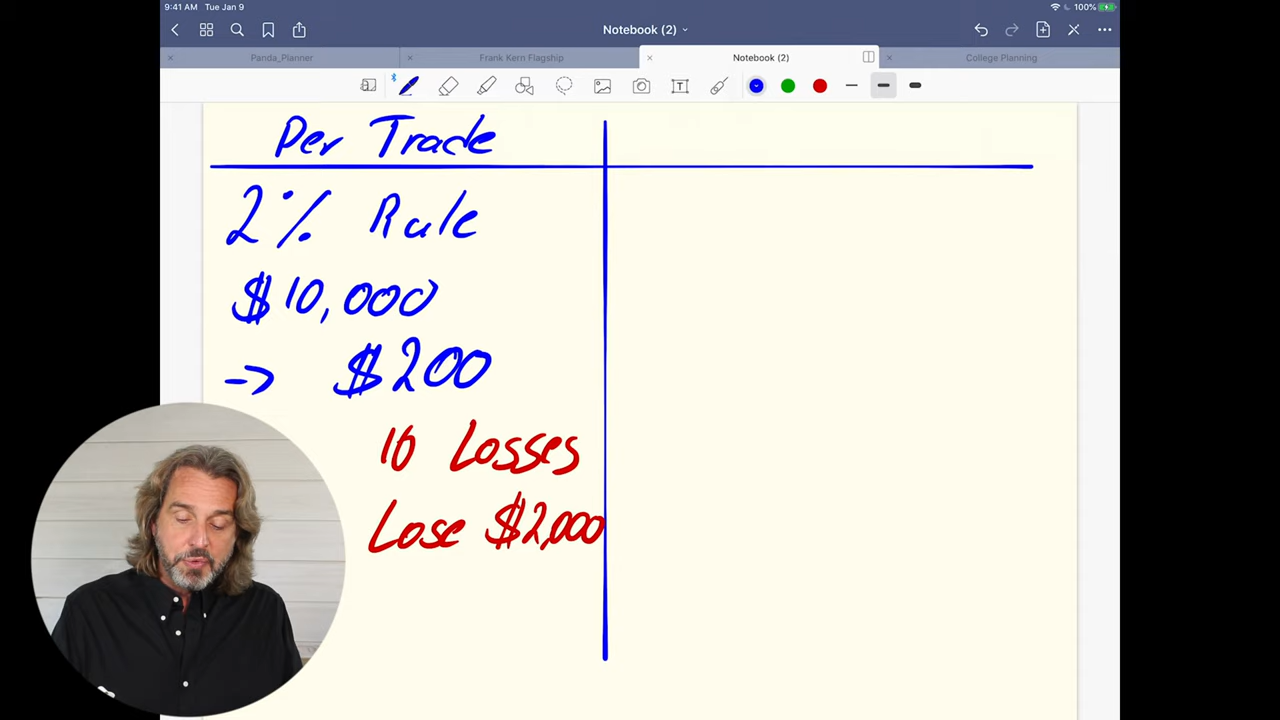 9:41 AM Tue Jan 9
100%
Notebook (2)
Panda_Planner
Frank Kern Flagship
Notebook (2)
College Planning
T
Per Trade
2% Rule
$10,000
-> $200
10 Losses
Lose $2,000